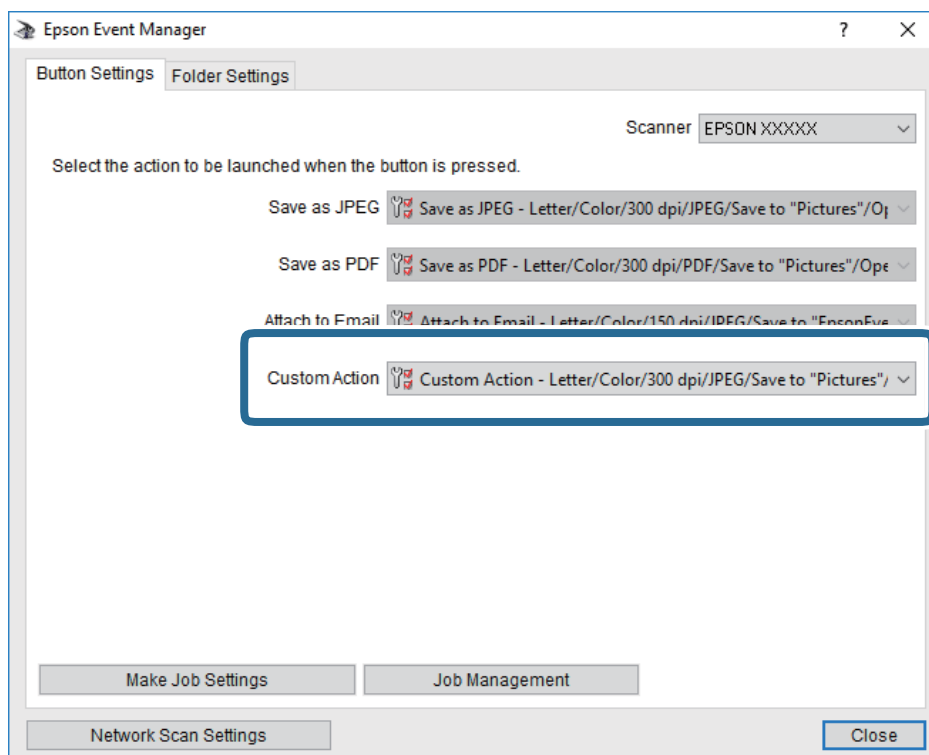 Epson Event Manager
Button Settings Folder Settings
Scanner EPSON XXXXX
Select the action to be launched when the button is pressed.
Save as JPEG Save as JPEG - Letter/Color/300 dpi/JPEG/Save to "Pictures"/Op
Save as PDF Save as PDF - Letter/Color/300 dpi/PDF/Save to "Pictures"/Ope
Attach to Email Attach to Email - Letter/Color/150 dpi/JPEG/Save to "EpsonEve
Custom Action Custom Action - Letter/Color/300 dpi/JPEG/Save to "Pictures"/
Make Job Settings Job Management
Network Scan Settings Close